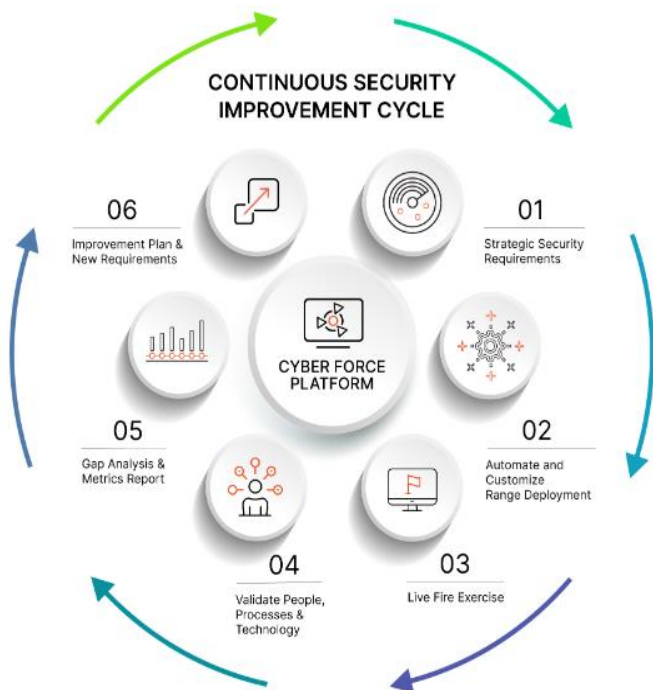 CONTINUOUS SECURITY
IMPROVEMENT CYCLE
01
Strategic Security
Requirements
02
Automate and
Customize
Range Deployment
03
Live Fire Exercise
04
Validate People,
Processes &
Technology
05
Gap Analysis &
Metrics Report
06
Improvement Plan &
New Requirements
CYBER FORCE
PLATFORM